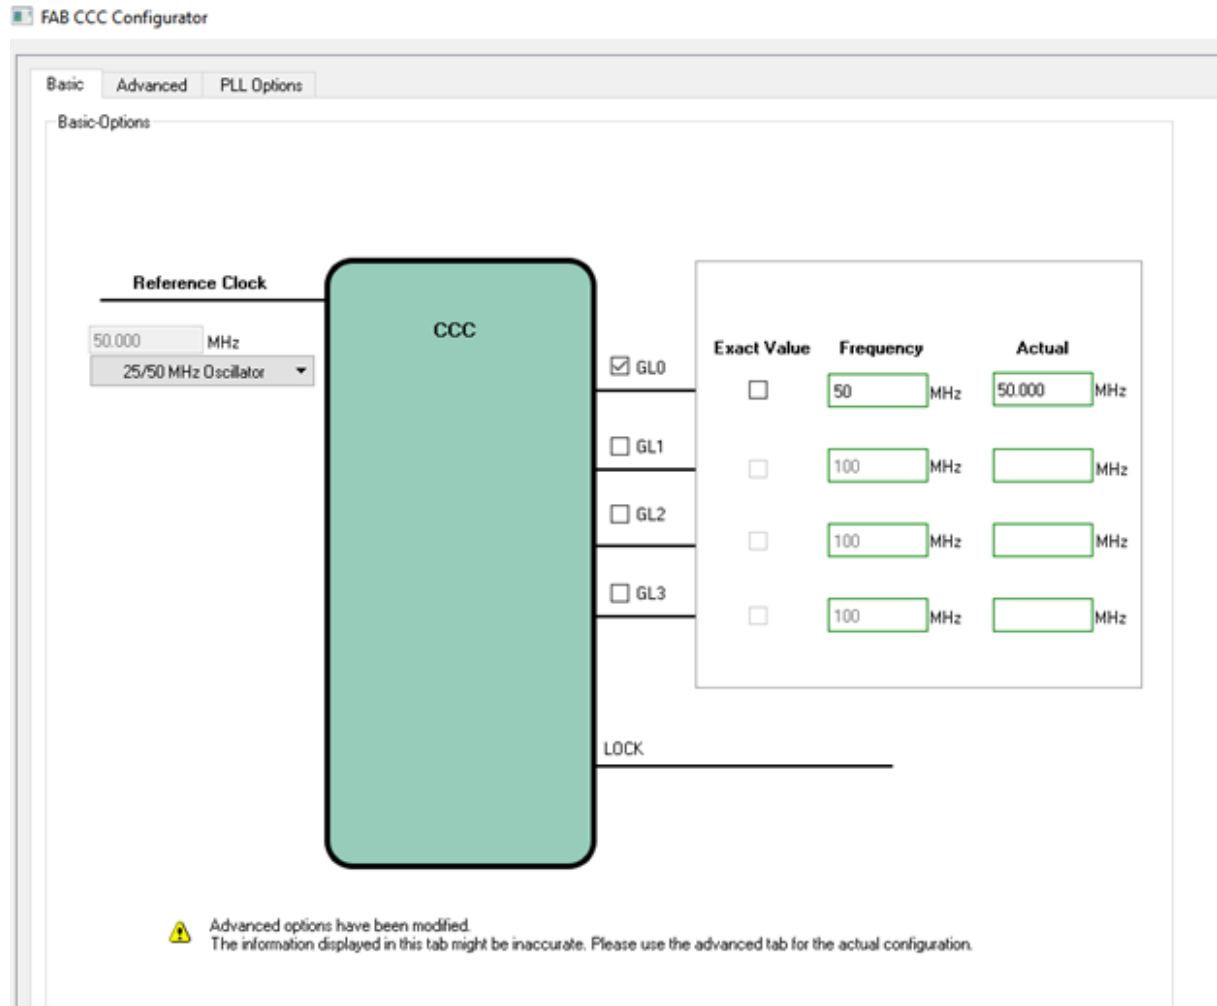 FAB CCC Configurator
Basic Advanced PLL Options
Basic-Options
Reference Clock
50.000 MHz
25/50 MHz Oscillator
CCC
Exact Value Frequency Actual
GL0 50 MHz 50.000 MHz
GL1 100 MHz MHz
GL2 100 MHz MHz
GL3 100 MHz MHz
LOCK
Advanced options have been modified.
The information displayed in this tab might be inaccurate. Please use the advanced tab for the actual configuration.